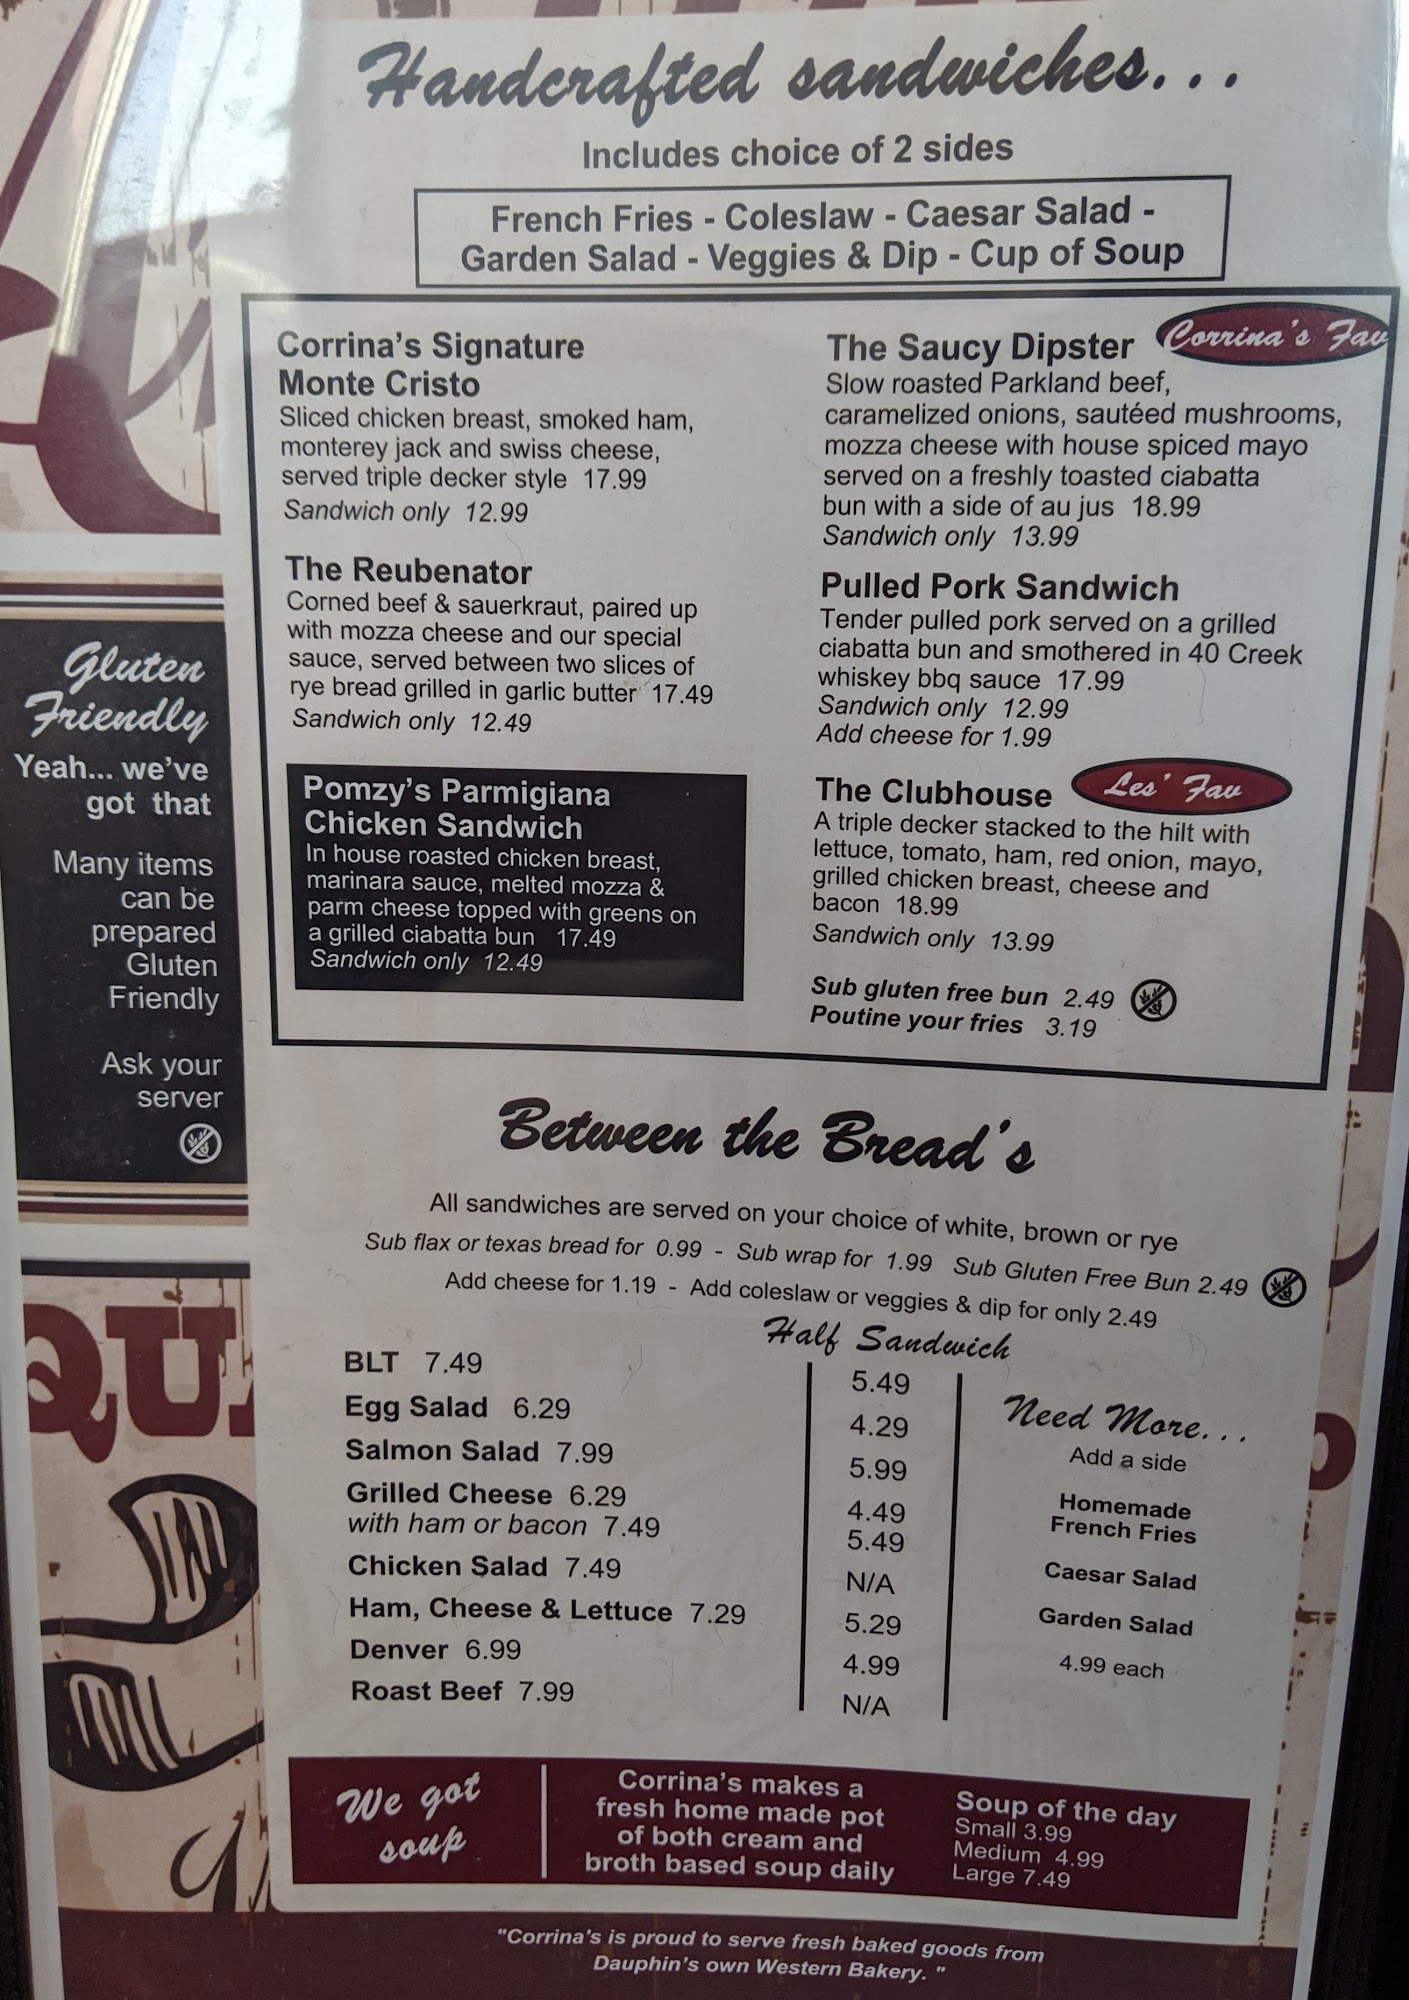 Handcrafted sandwiches...
Includes choice of 2 sides
French Fries - Coleslaw - Caesar Salad -
Garden Salad - Veggies & Dip - Cup of Soup
Corrina's Signature
Monte Cristo
Sliced chicken breast, smoked ham,
monterey jack and swiss cheese,
served triple decker style 17.99
Sandwich only 12.99
The Reubenator
Corned beef & sauerkraut, paired up
with mozza cheese and our special
sauce, served between two slices of
rye bread grilled in garlic butter 17.49
Sandwich only 12.49
Pomzy's Parmigiana
Chicken Sandwich
In house roasted chicken breast,
marinara sauce, melted mozza &
parm cheese topped with greens on
a grilled ciabatta bun 17.49
Sandwich only 12.49
The Saucy Dipster Corrina's Fav
Slow roasted Parkland beef,
caramelized onions, sautéed mushrooms,
mozza cheese with house spiced mayo
served on a freshly toasted ciabatta
bun with a side of au jus 18.99
Sandwich only 13.99
Pulled Pork Sandwich
Tender pulled pork served on a grilled
ciabatta bun and smothered in 40 Creek
whiskey bbq sauce 17.99
Sandwich only 12.99
Add cheese for 1.99
The Clubhouse Les' Fav
A triple decker stacked to the hilt with
lettuce, tomato, ham, red onion, mayo,
grilled chicken breast, cheese and
bacon 18.99
Sandwich only 13.99
Sub gluten free bun 2.49
Poutine your fries 3.19
Gluten
Friendly
Yeah... we've
got that
Many items
can be
prepared
Gluten
Friendly
Ask your
server
Between the Bread's
All sandwiches are served on your choice of white, brown or rye
Sub flax or texas bread for 0.99 - Sub wrap for 1.99 Sub Gluten Free Bun 2.49
Add cheese for 1.19 - Add coleslaw or veggies & dip for only 2.49
Half Sandwich
BLT 7.49 5.49
Egg Salad 6.29 4.29
Salmon Salad 7.99 5.99
Grilled Cheese 6.29 4.49
with ham or bacon 7.49 5.49
Chicken Salad 7.49 N/A
Ham, Cheese & Lettuce 7.29 5.29
Denver 6.99 4.99
Roast Beef 7.99 N/A
Need More...
Add a side
Homemade
French Fries
Caesar Salad
Garden Salad
4.99 each
We got
soup
Corrina's makes a
fresh home made pot
of both cream and
broth based soup daily
Soup of the day
Small 3.99
Medium 4.99
Large 7.49
"Corrina's is proud to serve fresh baked goods from
Dauphin's own Western Bakery. "